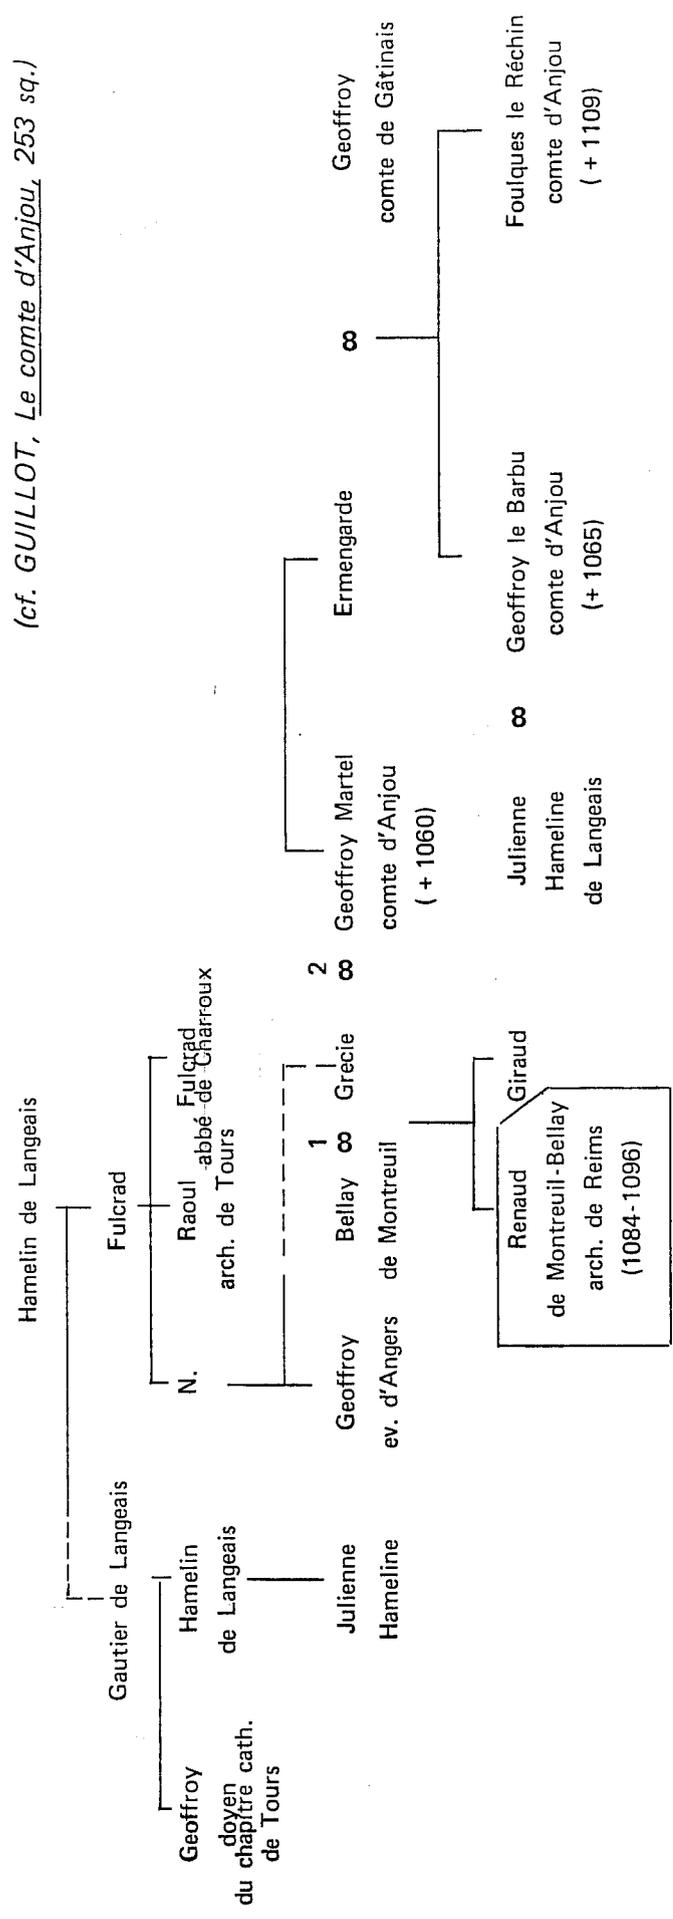 (cf. GUILLOT, Le comte d'Anjou, 253 sq.)
Hamelin de Langeais
Gautier de Langeais
Fulcrad
Geoffroy
doyen
du chapître cath.
de Tours
Hamelin
de Langeais
N.
Raoul
arch. de Tours
Fulcrad
abbé de Charroux
Julienne
Hameline
Geoffroy
ev. d'Angers
Bellay
de Montreuil
1
8
Grecie
2
8
Geoffroy Martel
comte d'Anjou
( + 1060)
Ermengarde
8
Geoffroy
comte de Gâtinais
Renaud
de Montreuil-Bellay
arch. de Reims
(1084-1096)
Giraud
Julienne
Hameline
de Langeais
8
Geoffroy le Barbu
comte d'Anjou
(+ 1065)
Foulques le Réchin
comte d'Anjou
( + 1109)